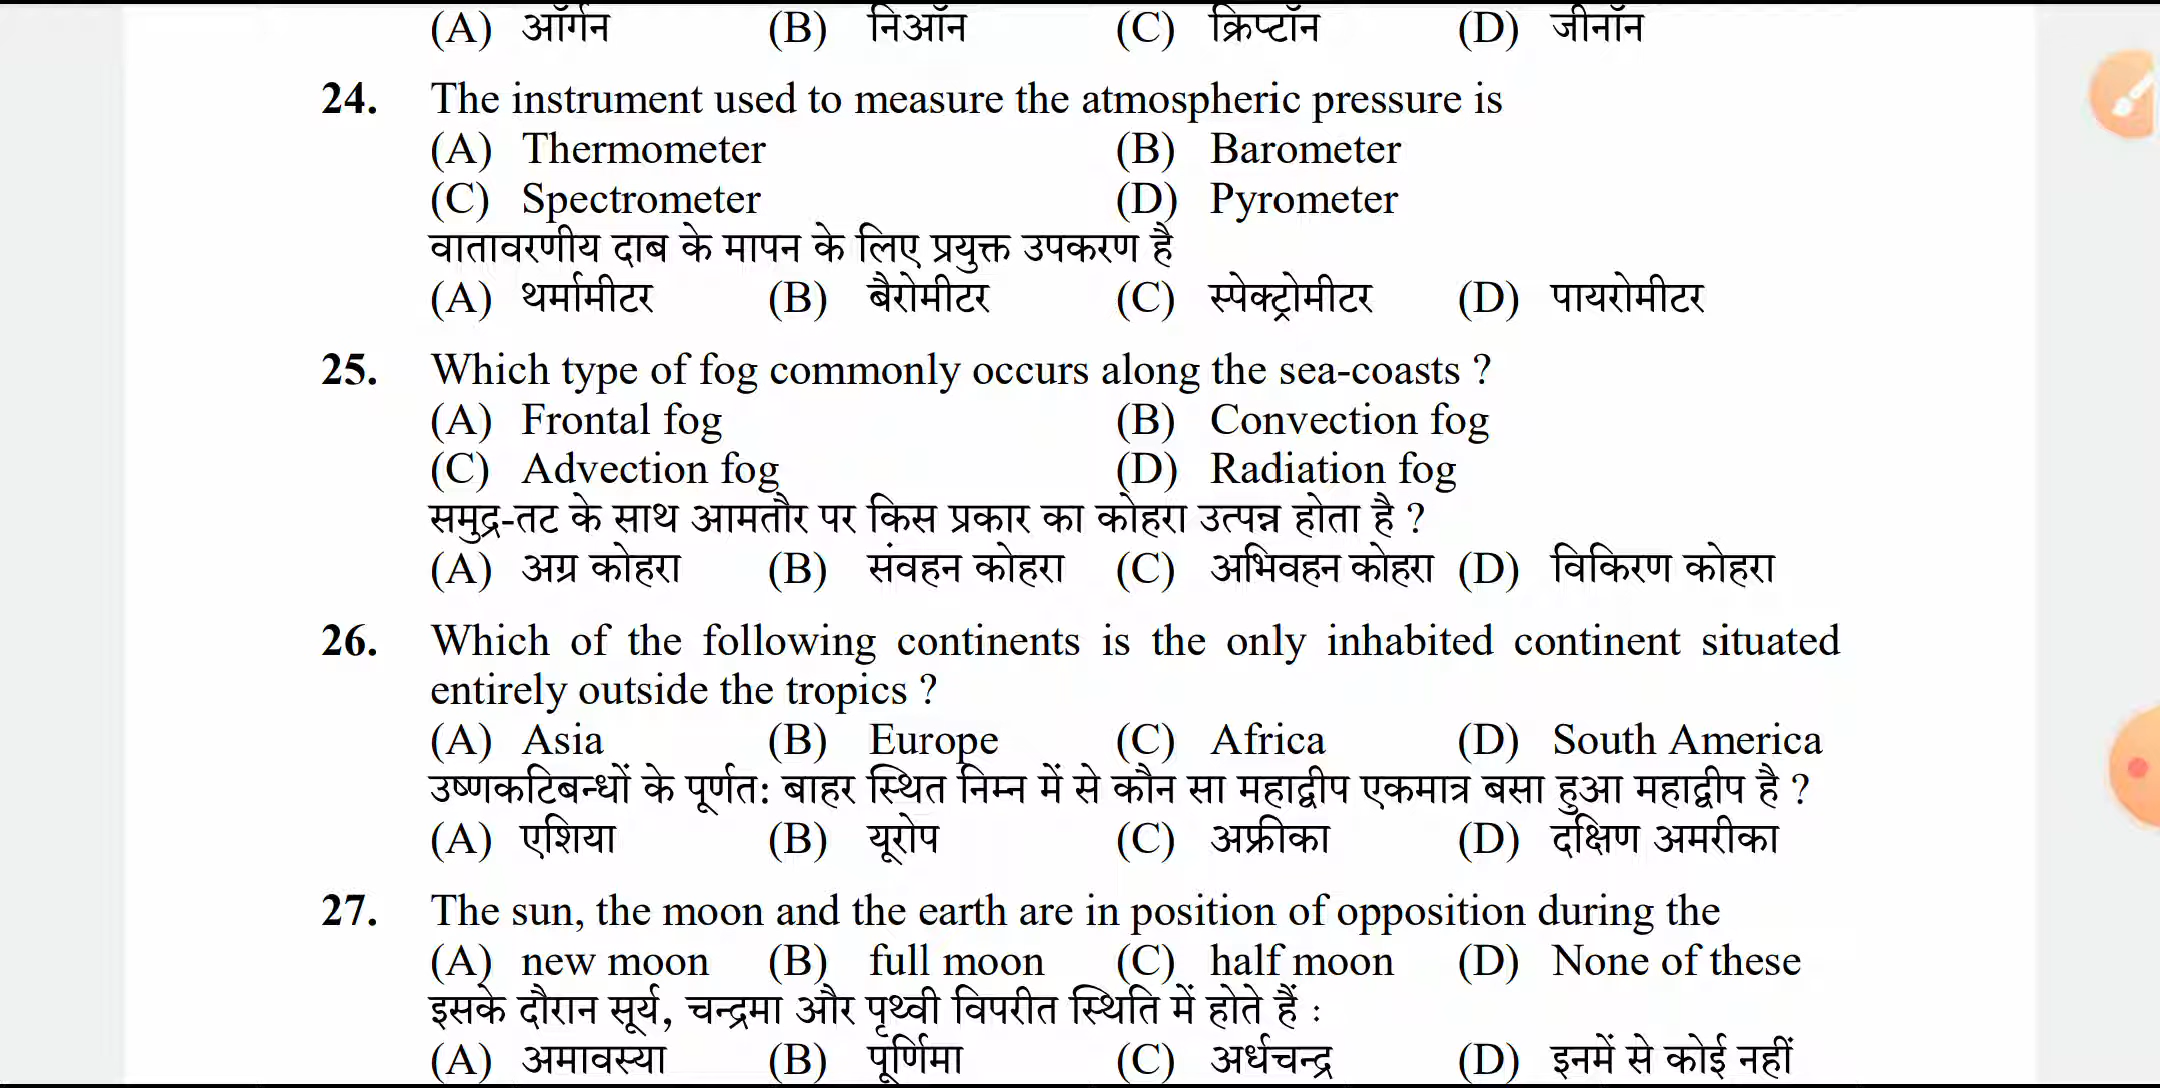 (A) ऑर्गन (B) निऑन (C) क्रिप्टॉन (D) जीनॉन
24. The instrument used to measure the atmospheric pressure is
(A) Thermometer (B) Barometer
(C) Spectrometer (D) Pyrometer
वातावरणीय दाब के मापन के लिए प्रयुक्त उपकरण है
(A) थर्मामीटर (B) बैरोमीटर (C) स्पेक्ट्रोमीटर (D) पायरोमीटर
25. Which type of fog commonly occurs along the sea-coasts ?
(A) Frontal fog (B) Convection fog
(C) Advection fog (D) Radiation fog
समुद्र-तट के साथ आमतौर पर किस प्रकार का कोहरा उत्पन्न होता है ?
(A) अग्र कोहरा (B) संवहन कोहरा (C) अभिवहन कोहरा (D) विकिरण कोहरा
26. Which of the following continents is the only inhabited continent situated
entirely outside the tropics ?
(A) Asia (B) Europe (C) Africa (D) South America
उष्णकटिबन्धों के पूर्णतः बाहर स्थित निम्न में से कौन सा महाद्वीप एकमात्र बसा हुआ महाद्वीप है ?
(A) एशिया (B) यूरोप (C) अफ्रीका (D) दक्षिण अमरीका
27. The sun, the moon and the earth are in position of opposition during the
(A) new moon (B) full moon (C) half moon (D) None of these
इसके दौरान सूर्य, चन्द्रमा और पृथ्वी विपरीत स्थिति में होते हैं :
(A) अमावस्या (B) पूर्णिमा (C) अर्धचन्द्र (D) इनमें से कोई नहीं